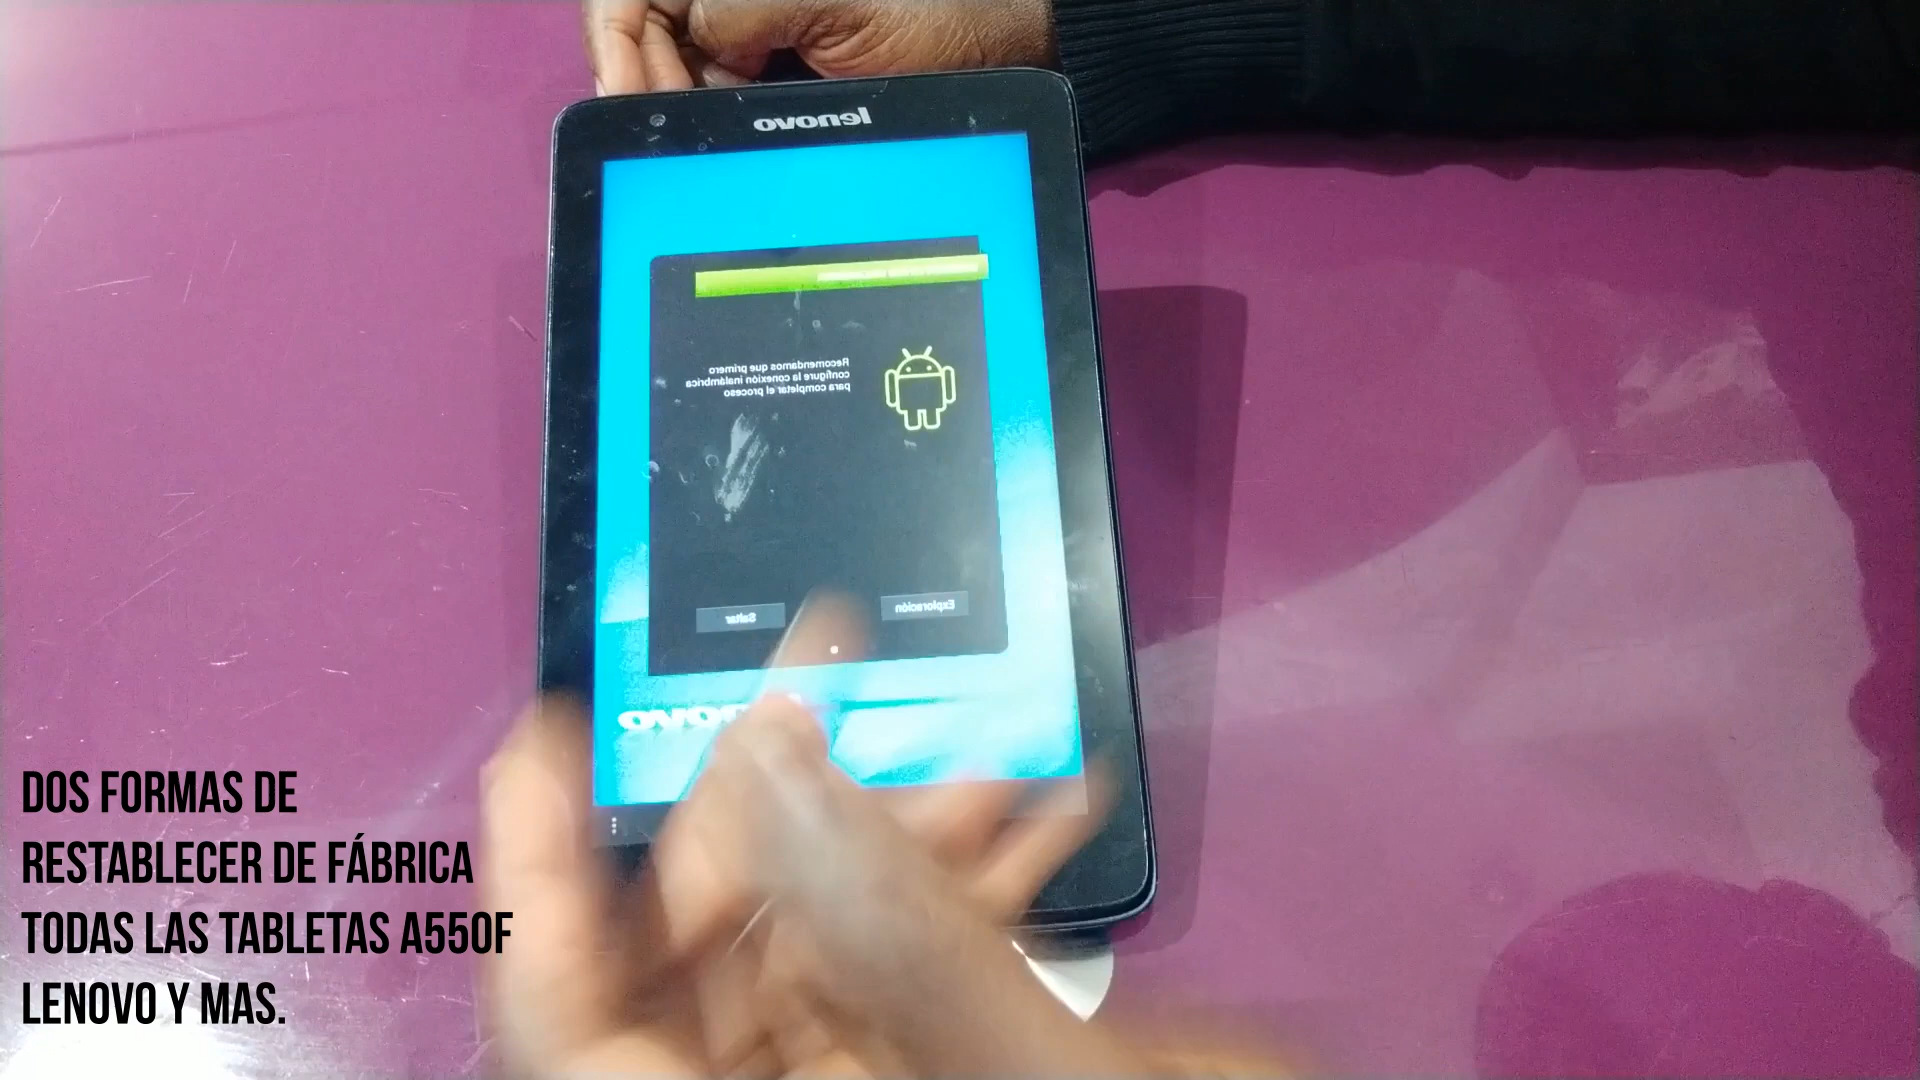 lenovo
Recomendamos que primero
configure la conexión inalámbrica
para completar el proceso
Exploración
Saltar
DOS FORMAS DE
RESTABLECER DE FÁBRICA
TODAS LAS TABLETAS A550F
LENOVO Y MAS.